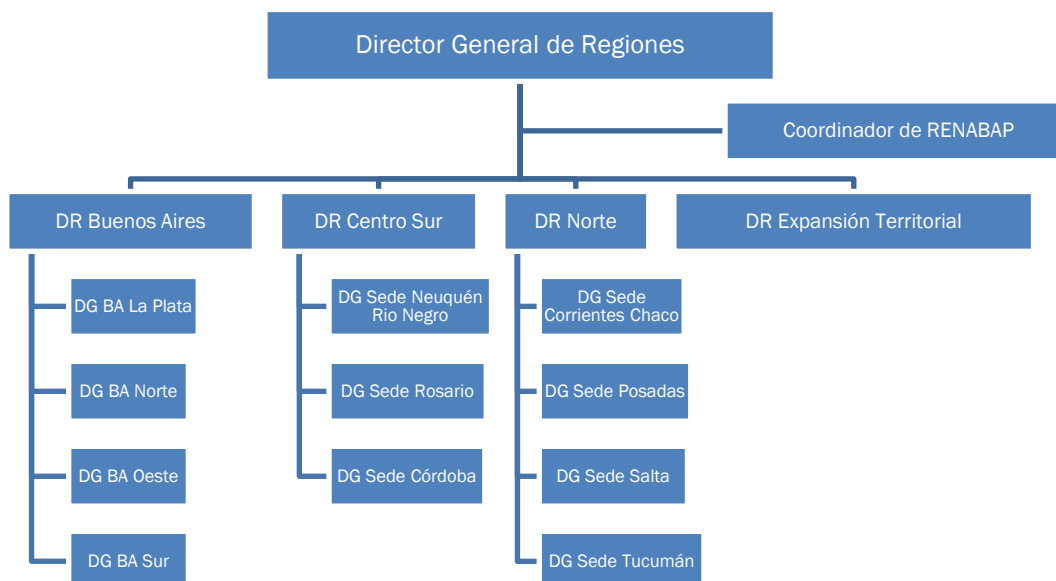 Director General de Regiones
Coordinador de RENABAP
DR Buenos Aires
DR Centro Sur
DR Norte
DR Expansión Territorial
DG BA La Plata
DG Sede Neuquén
Rio Negro
DG Sede
Corrientes Chaco
DG BA Norte
DG Sede Rosario
DG Sede Posadas
DG BA Oeste
DG Sede Córdoba
DG Sede Salta
DG BA Sur
DG Sede Tucumán